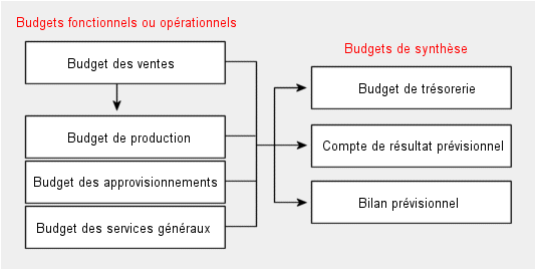 Budgets fonctionnels ou opérationnels
Budget des ventes
Budget de production
Budget des approvisionnements
Budget des services généraux
Budgets de synthèse
Budget de trésorerie
Compte de résultat prévisionnel
Bilan prévisionnel